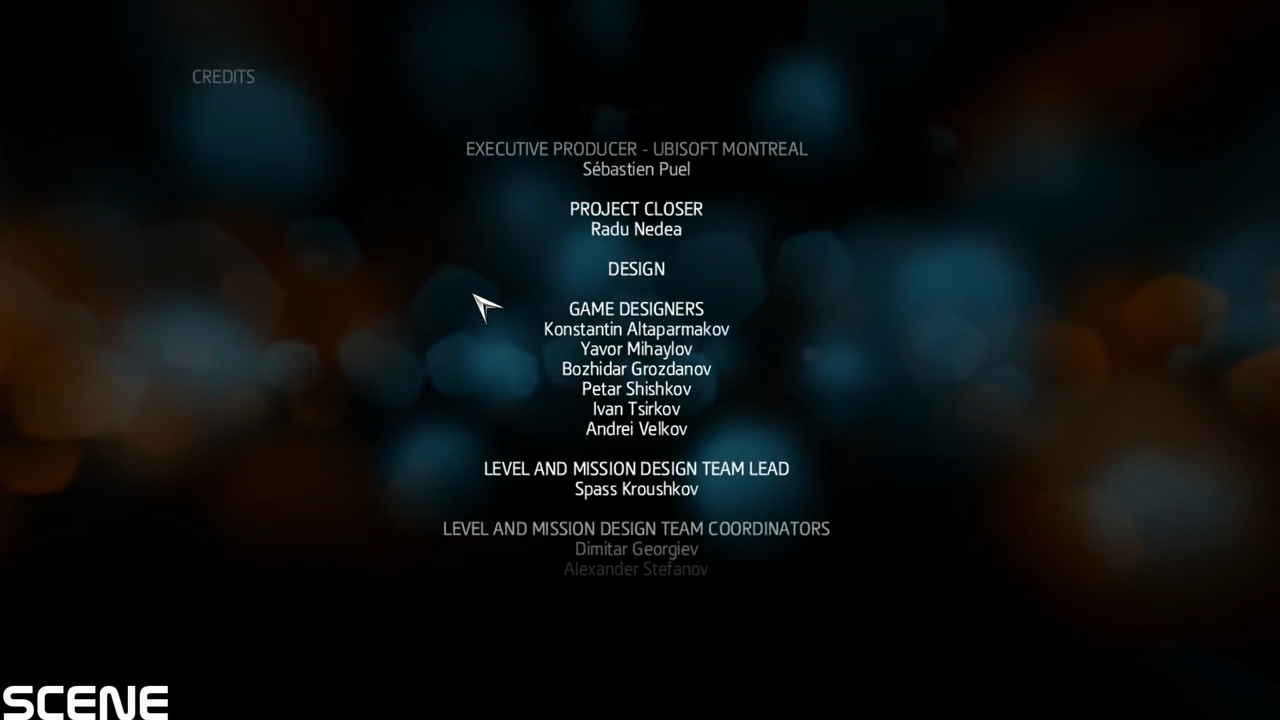 CREDITS
EXECUTIVE PRODUCER - UBISOFT MONTREAL
Sébastien Puel
PROJECT CLOSER
Radu Nedea
DESIGN
GAME DESIGNERS
Konstantin Altaparmakov
Yavor Mihaylov
Bozhidar Grozdanov
Petar Shishkov
Ivan Tsirkov
Andrei Velkov
LEVEL AND MISSION DESIGN TEAM LEAD
Spass Kroushkov
LEVEL AND MISSION DESIGN TEAM COORDINATORS
Dimitar Georgiev
Alexander Stefanov
SCENE